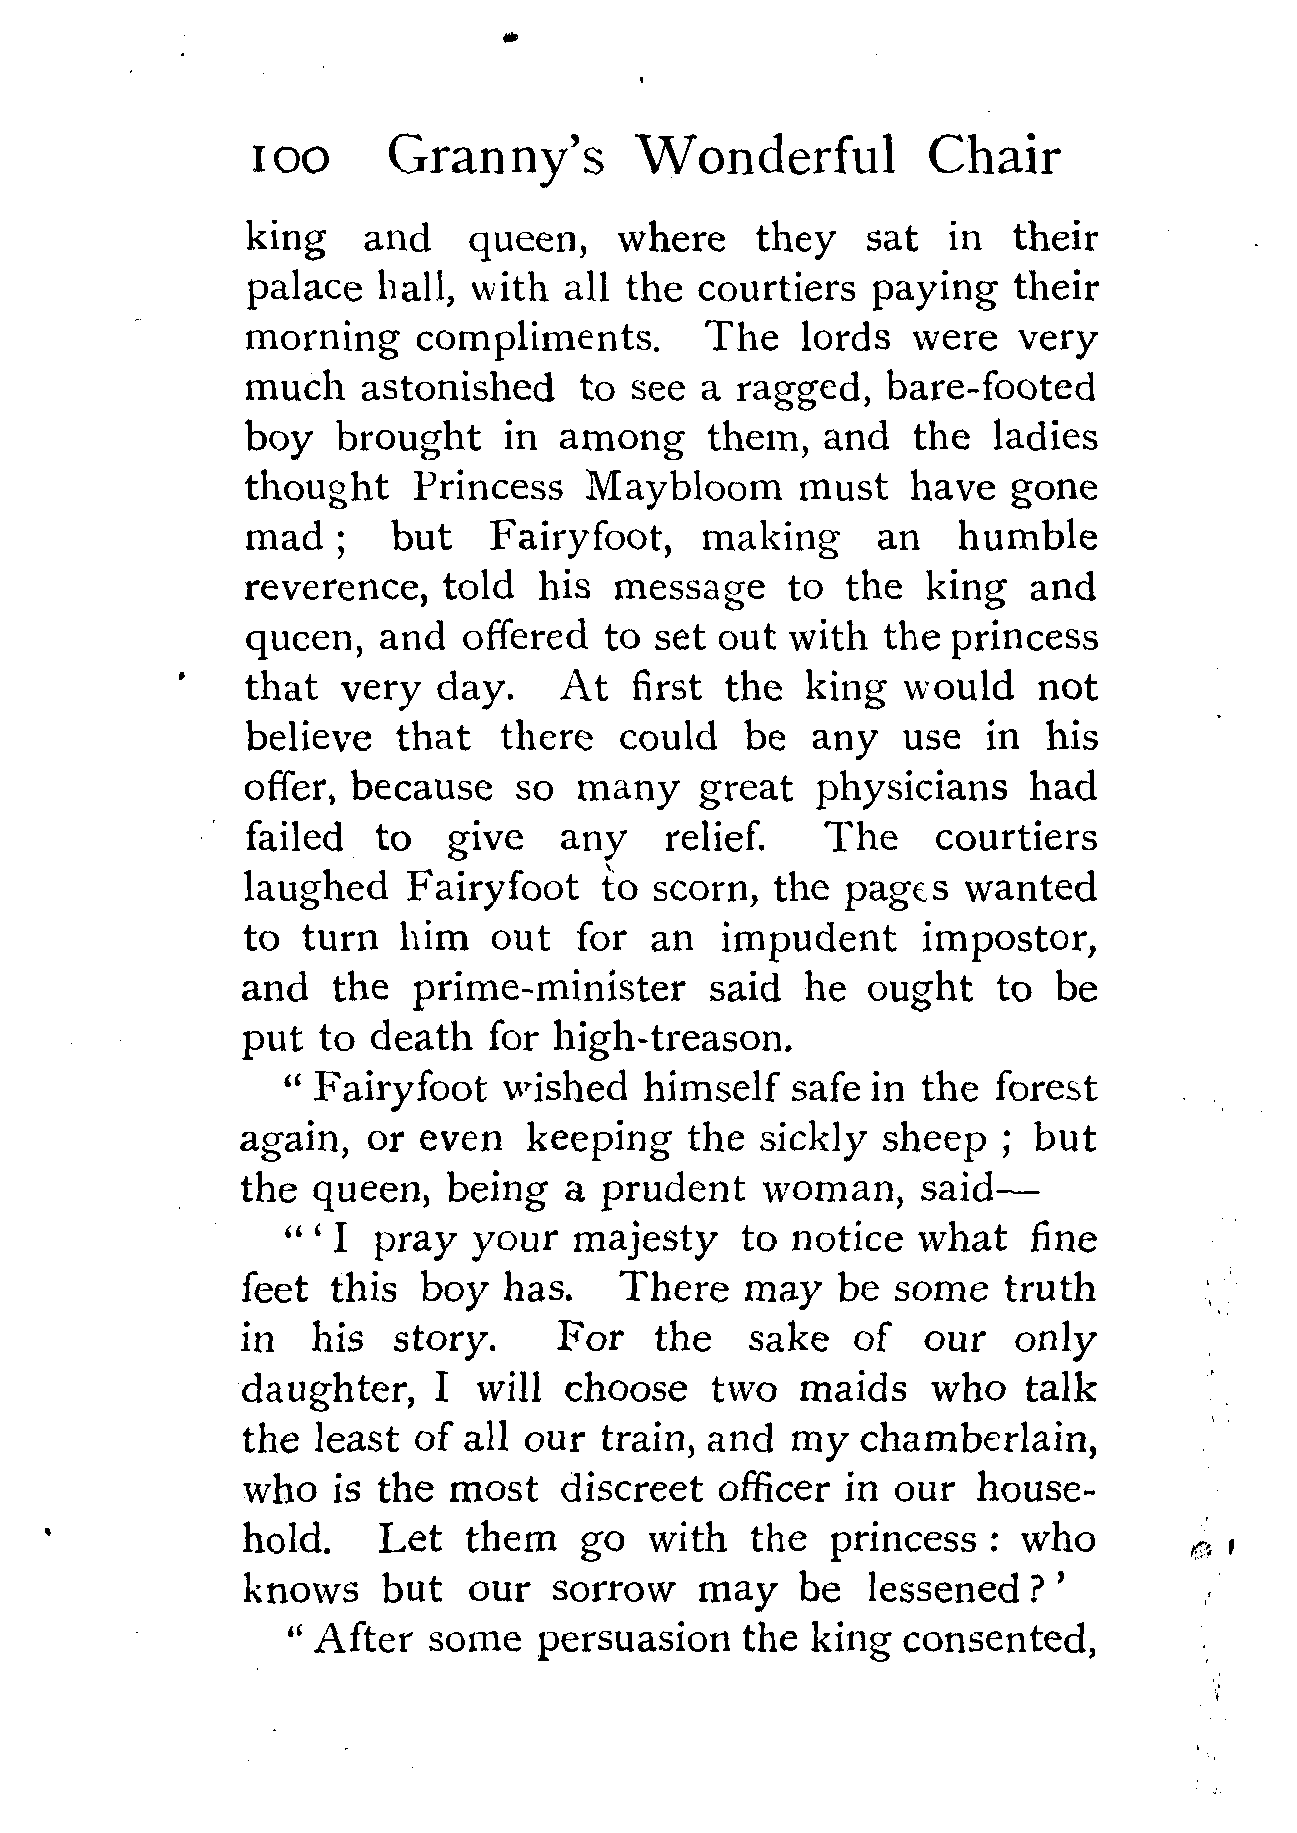 100 Granny's Wonderful Chair
king and queen, where they sat in their
palace hall, with all the courtiers paying their
morning compliments. The lords were very
much astonished to see a ragged, bare-footed
boy brought in among them, and the ladies
thought Princess Maybloom must have gone
mad ; but Fairyfoot, making an humble
reverence, told his message to the king and
queen, and offered to set out with the princess
that very day. At first the king would not
believe that there could be any use in his
offer, because so many great physicians had
failed to give any relief. The courtiers
laughed Fairyfoot to scorn, the pages wanted
to turn him out for an impudent impostor,
and the prime-minister said he ought to be
put to death for high-treason.
" Fairyfoot wished himself safe in the forest
again, or even keeping the sickly sheep ; but
the queen, being a prudent woman, said—
" ' I pray your majesty to notice what fine
feet this boy has. There may be some truth
in his story. For the sake of our only
daughter, I will choose two maids who talk
the least of all our train, and my chamberlain,
who is the most discreet officer in our house-
hold. Let them go with the princess : who
knows but our sorrow may be lessened ? '
" After some persuasion the king consented,